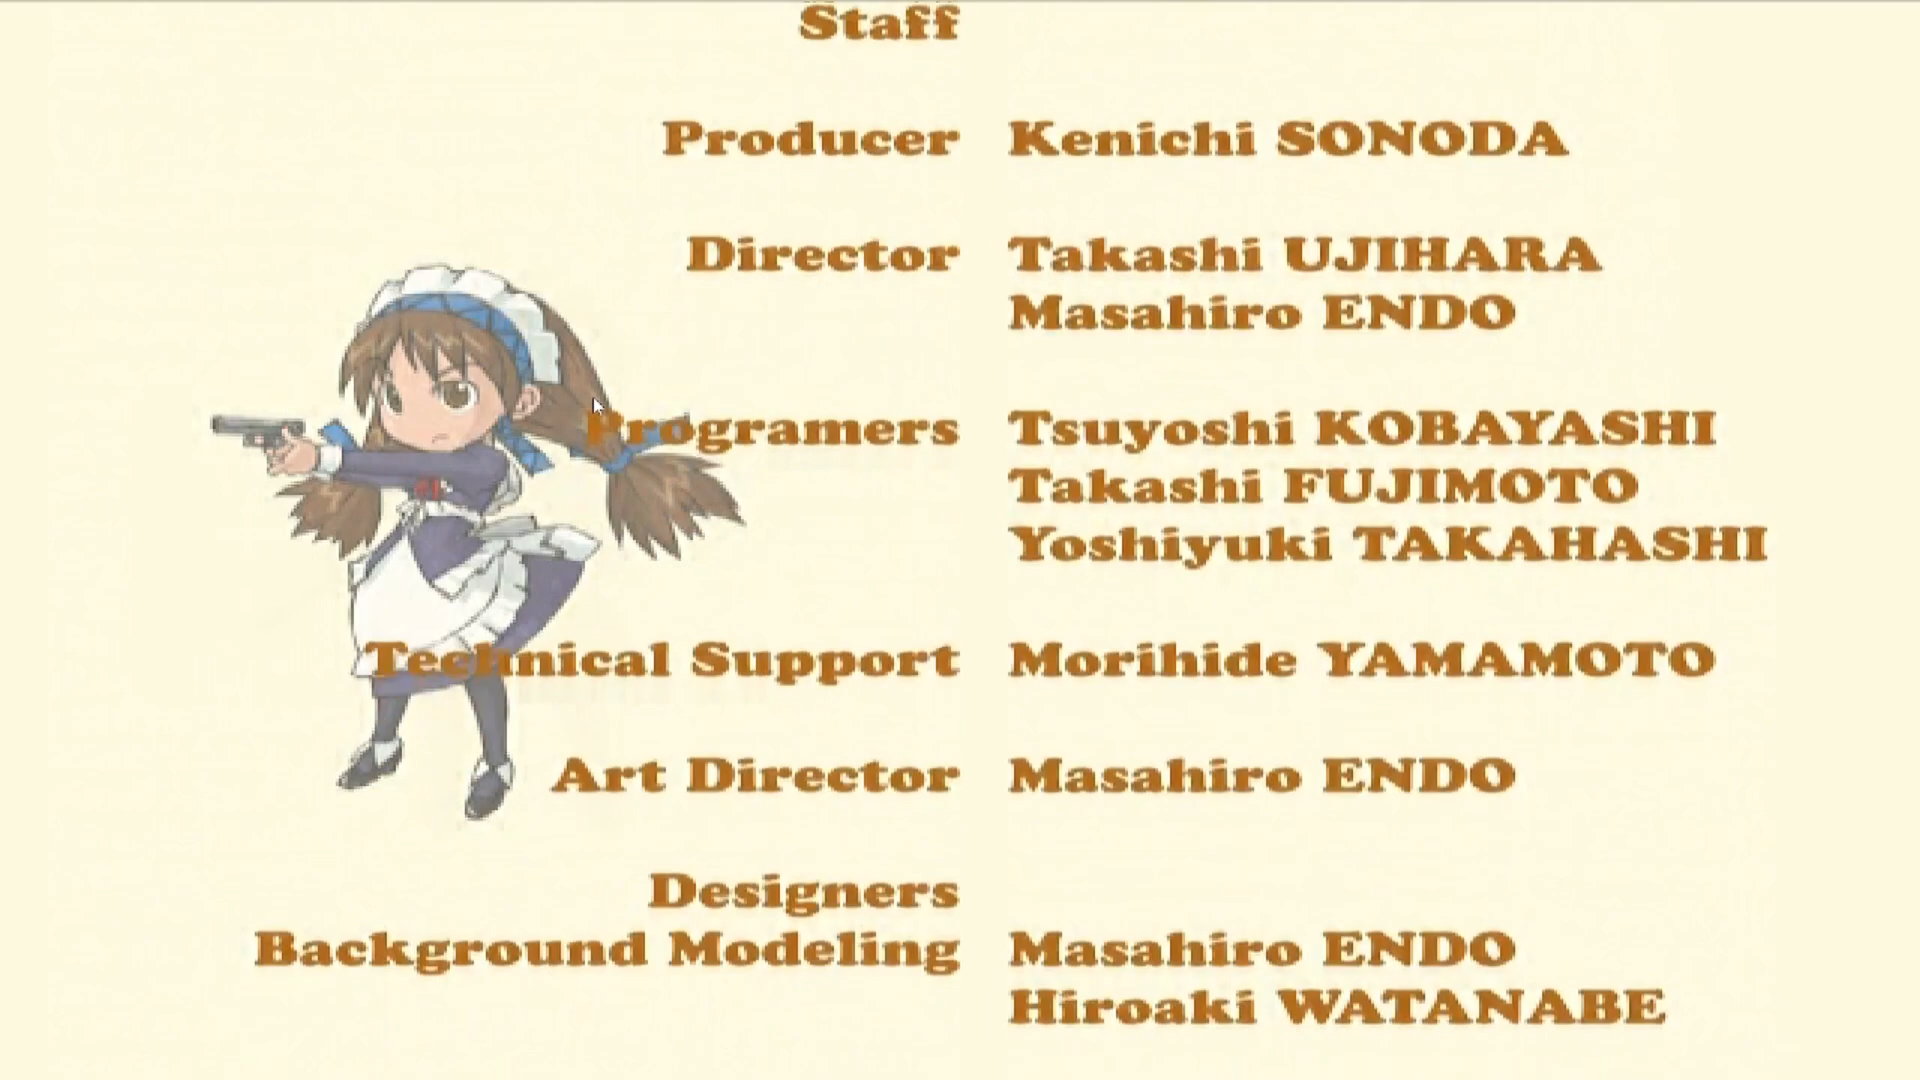 Staff
Producer Kenichi SONODA
Director Takashi UJIHARA
Masahiro ENDO
Programers Tsuyoshi KOBAYASHI
Takashi FUJIMOTO
Yoshiyuki TAKAHASHI
Technical Support Morihide YAMAMOTO
Art Director Masahiro ENDO
Designers
Background Modeling Masahiro ENDO
Hiroaki WATANABE